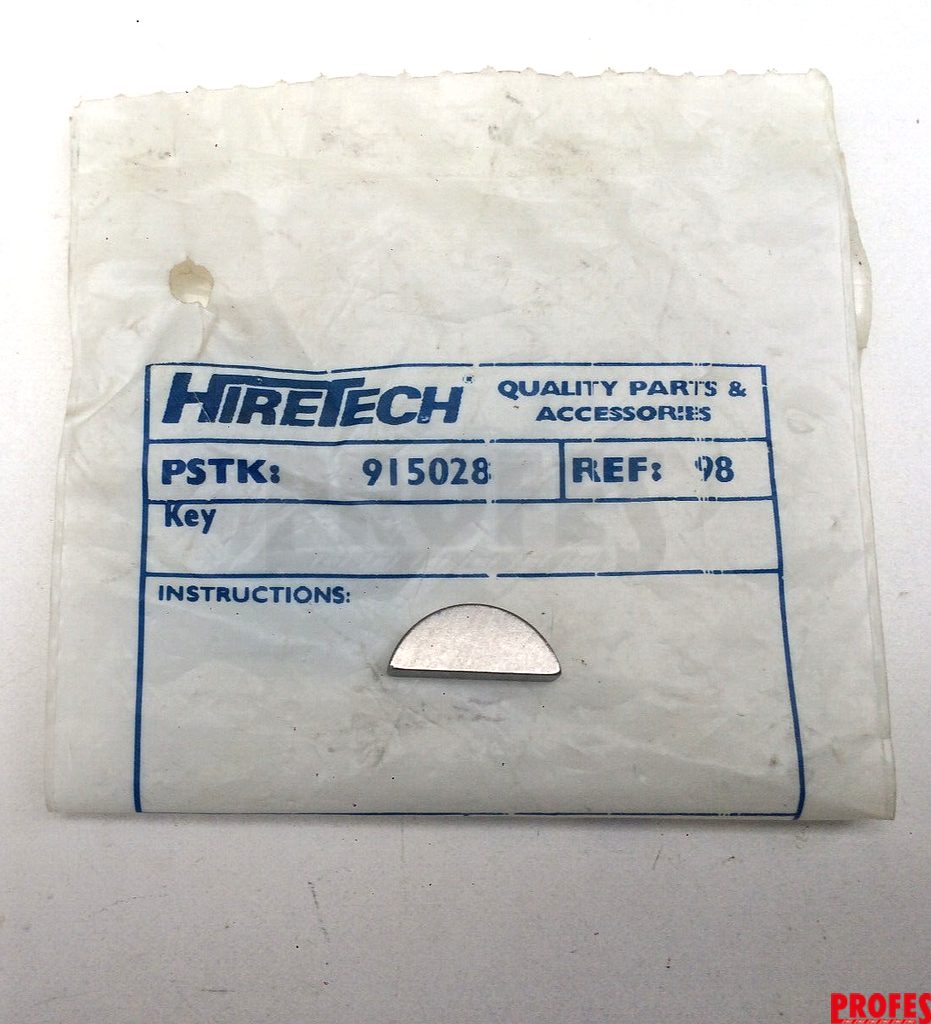 HIRETECH® QUALITY PARTS &
ACCESSORIES
PSTK: 915028 REF: 98
Key
INSTRUCTIONS:
PROFES